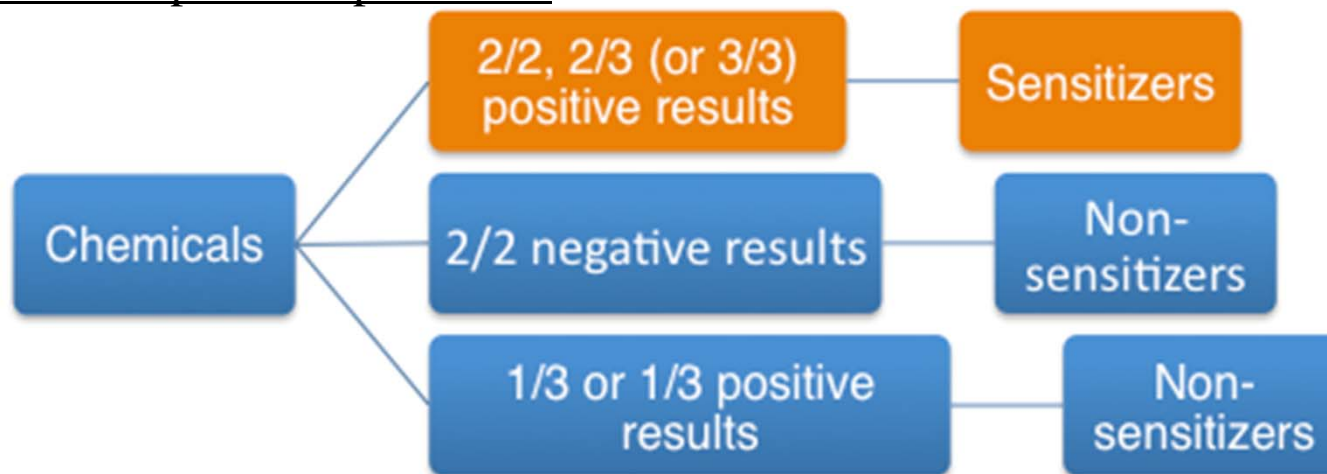 Chemicals
2/2, 2/3 (or 3/3)
positive results
Sensitizers
2/2 negative results
Non-
sensitizers
1/3 or 1/3 positive
results
Non-
sensitizers